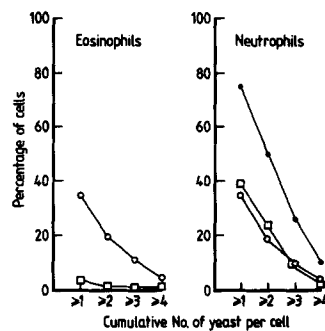 Eosinophils
Neutrophils
100
80
60
40
20
0
Percentage of cells
100
80
60
40
20
0
⩾1 ⩾2 ⩾3 ⩾4
⩾1 ⩾2 ⩾3 ⩾4
Cumulative No. of yeast per cell